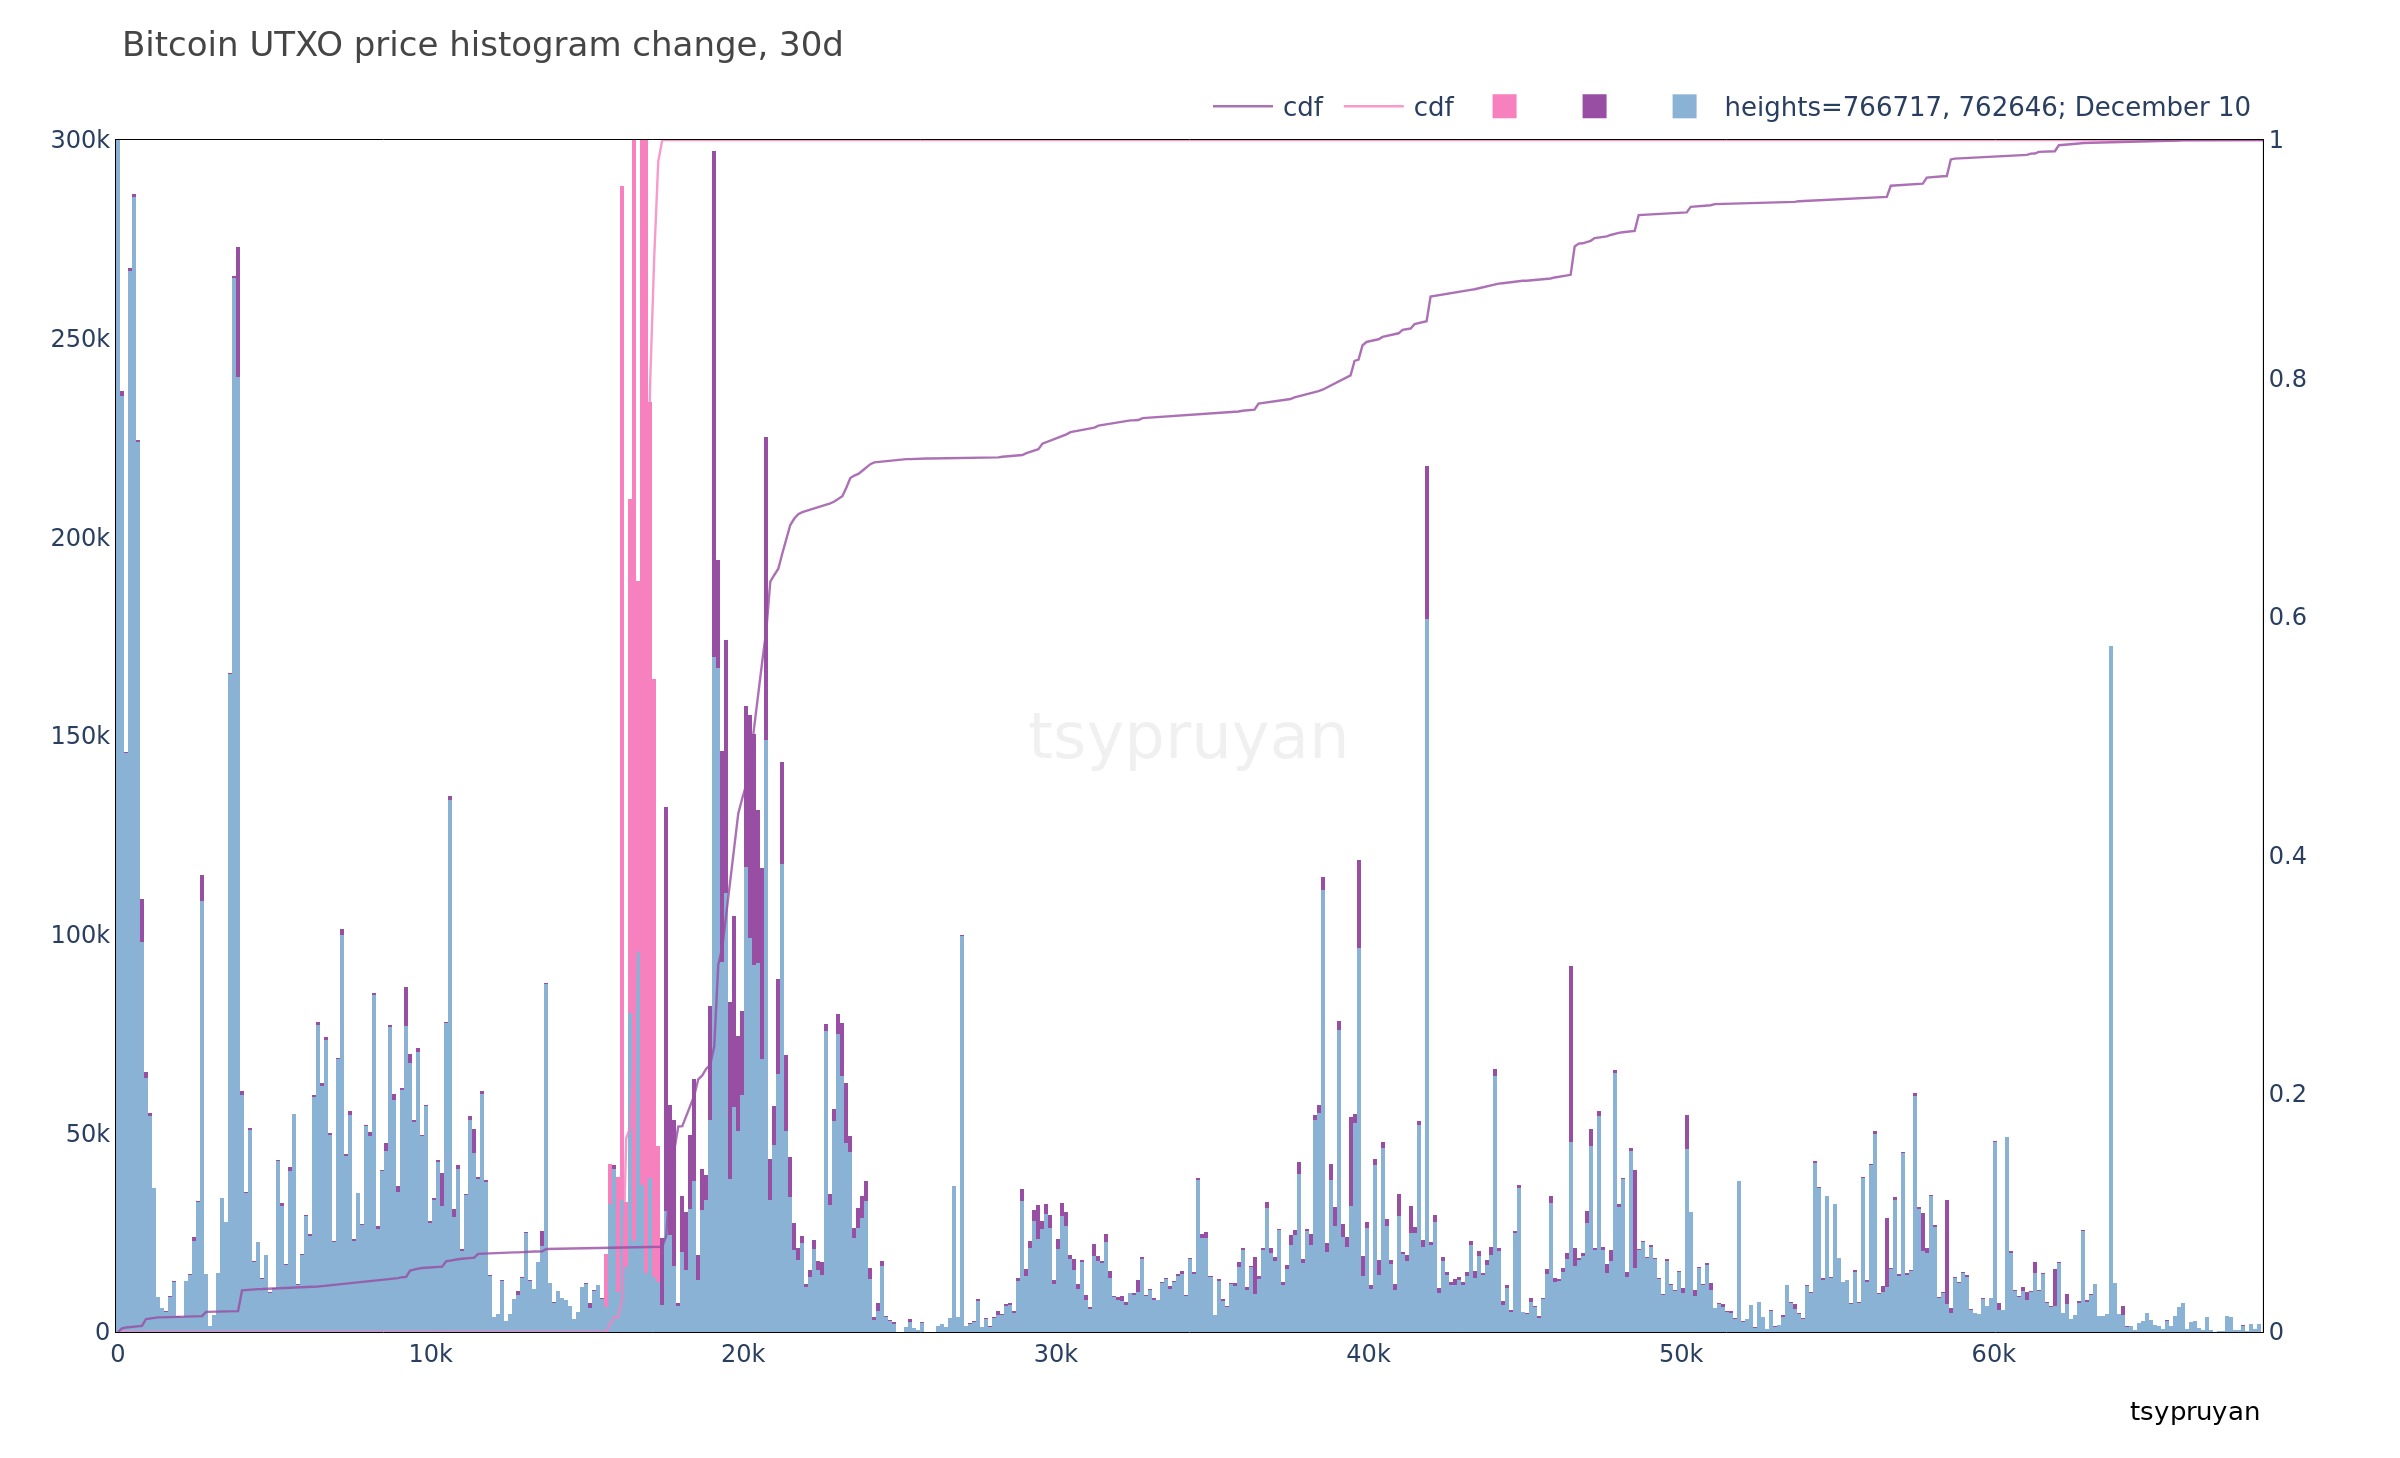 Bitcoin UTXO price histogram change, 30d
cdf cdf heights=766717, 762646; December 10
300k
250k
200k
150k
100k
50k
0
1
0.8
0.6
0.4
0.2
0
tsypruyan
0 10k 20k 30k 40k 50k 60k
tsypruyan